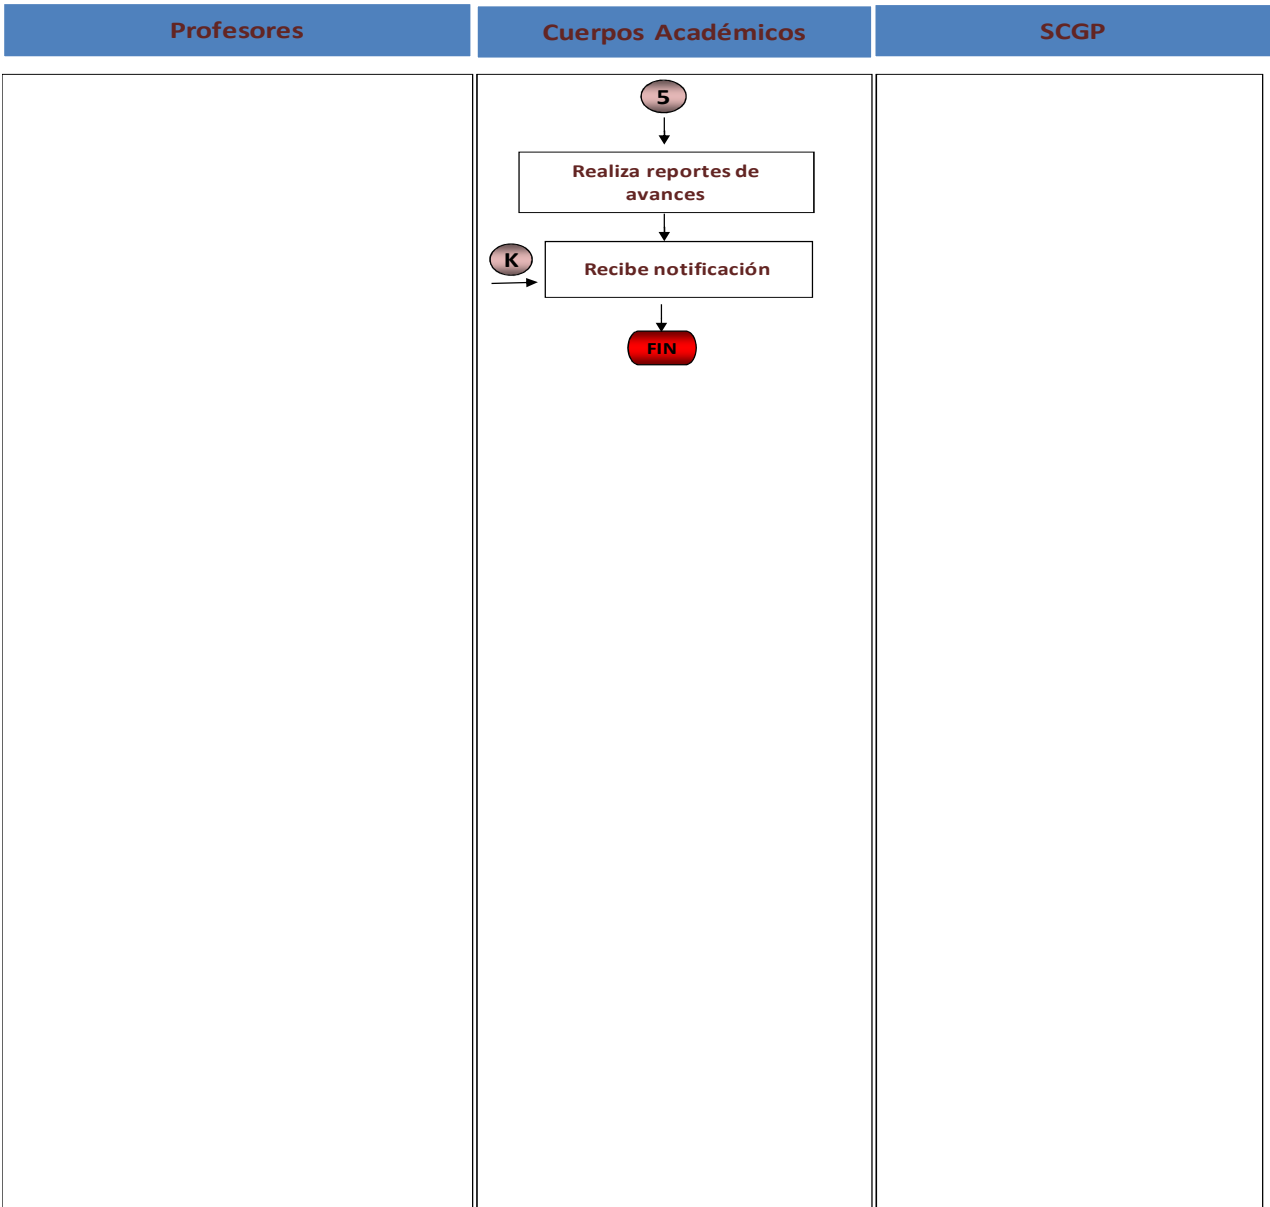 Profesores
Cuerpos Académicos
SCGP
5
Realiza reportes de
avances
K
Recibe notificación
FIN